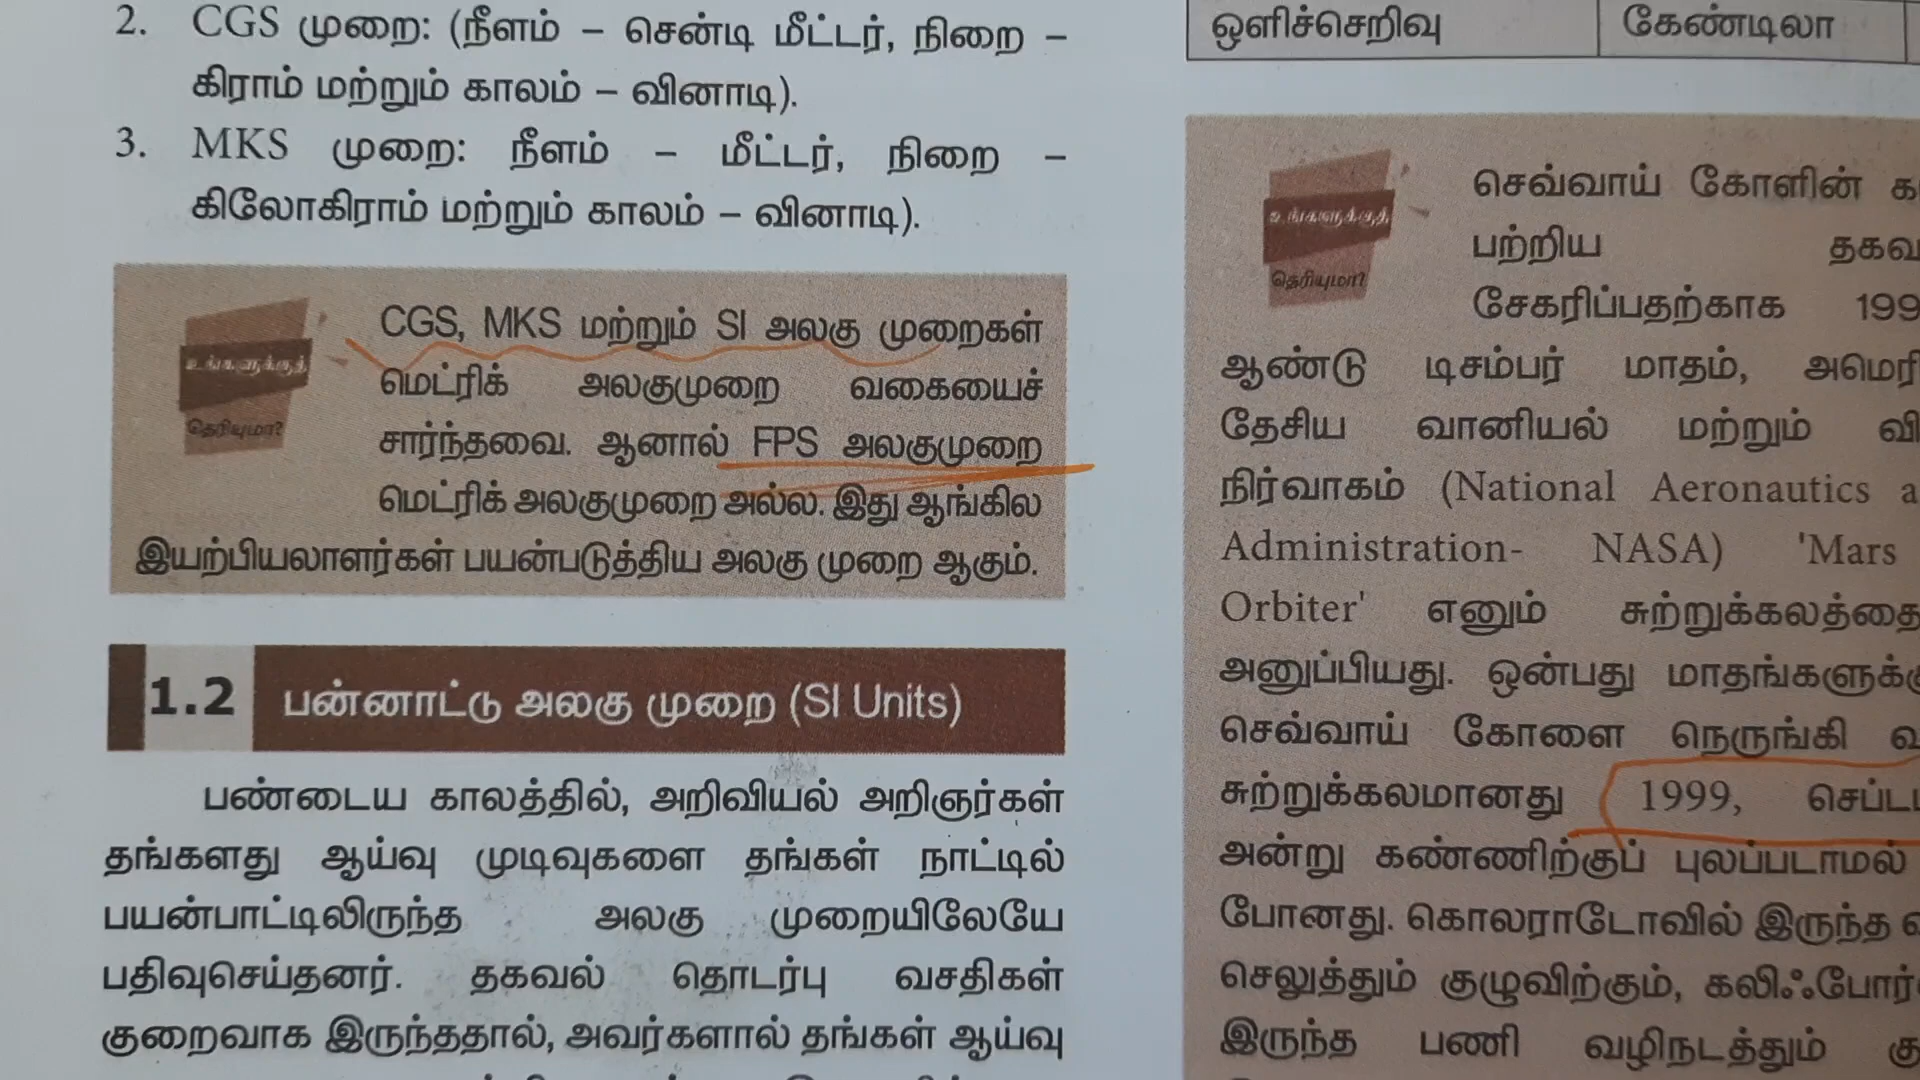 2. CGS முறை: (நீளம் – சென்டி மீட்டர், நிறை –
கிராம் மற்றும் காலம் – வினாடி).
3. MKS முறை: நீளம் – மீட்டர், நிறை –
கிலோகிராம் மற்றும் காலம் – வினாடி).
உங்களுக்குத்
தெரியுமா?
CGS, MKS மற்றும் SI அலகு முறைகள்
மெட்ரிக் அலகுமுறை வகையைச்
சார்ந்தவை. ஆனால் FPS அலகுமுறை
மெட்ரிக் அலகுமுறை அல்ல. இது ஆங்கில
இயற்பியலாளர்கள் பயன்படுத்திய அலகு முறை ஆகும்.
1.2 பன்னாட்டு அலகு முறை (SI Units)
பண்டைய காலத்தில், அறிவியல் அறிஞர்கள்
தங்களது ஆய்வு முடிவுகளை தங்கள் நாட்டில்
பயன்பாட்டிலிருந்த அலகு முறையிலேயே
பதிவுசெய்தனர். தகவல் தொடர்பு வசதிகள்
குறைவாக இருந்ததால், அவர்களால் தங்கள் ஆய்வு
ஒளிச்செறிவு கேண்டிலா
உங்களுக்குத்
தெரியுமா?
செவ்வாய் கோளின்
பற்றிய
சேகரிப்பதற்காக 199
ஆண்டு டிசம்பர் மாதம்,
தேசிய வானியல் மற்றும்
நிர்வாகம் (National Aeronautics
Administration- NASA) 'Mars
Orbiter' எனும் சுற்றுக்கலத்தை
அனுப்பியது. ஒன்பது
செவ்வாய் கோளை நெருங்கி
சுற்றுக்கலமானது 1999,
அன்று கண்ணிற்குப் புலப்படாமல்
போனது. கொலராடோவில் இருந்த
செலுத்தும் குழுவிற்கும்,
இருந்த பணி வழிநடத்தும்